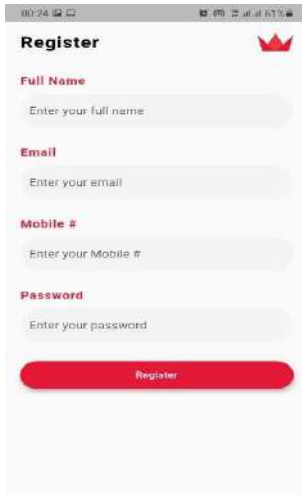 00:24 61%
Register
Full Name
Enter your full name
Email
Enter your email
Mobile #
Enter your Mobile #
Password
Enter your password
Register